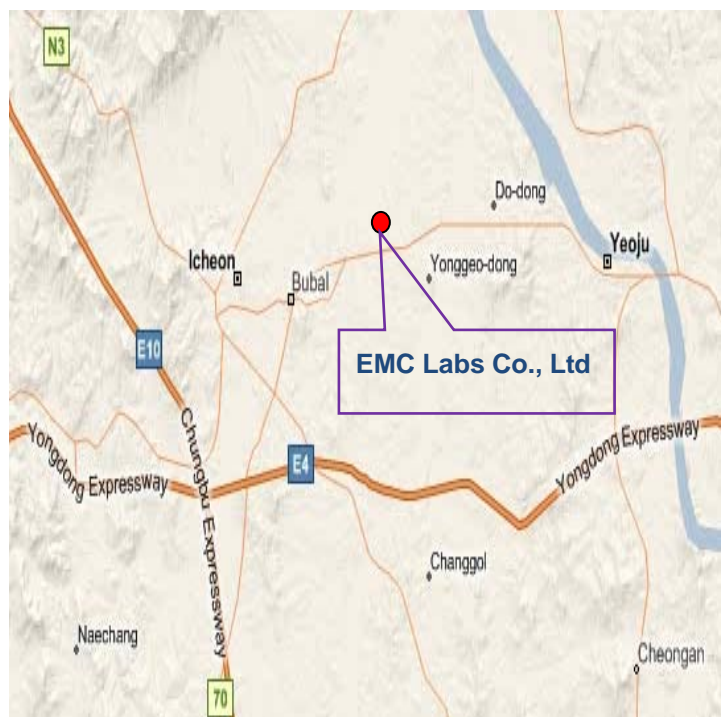 N3
Do-dong
Yeoju
Icheon
Bubal
Yonggeo-dong
E10
EMC Labs Co., Ltd
Yongdong Expressway
Chungbu Expressway
E4
Yongdong Expressway
Changgol
Naechang
Cheongan
70